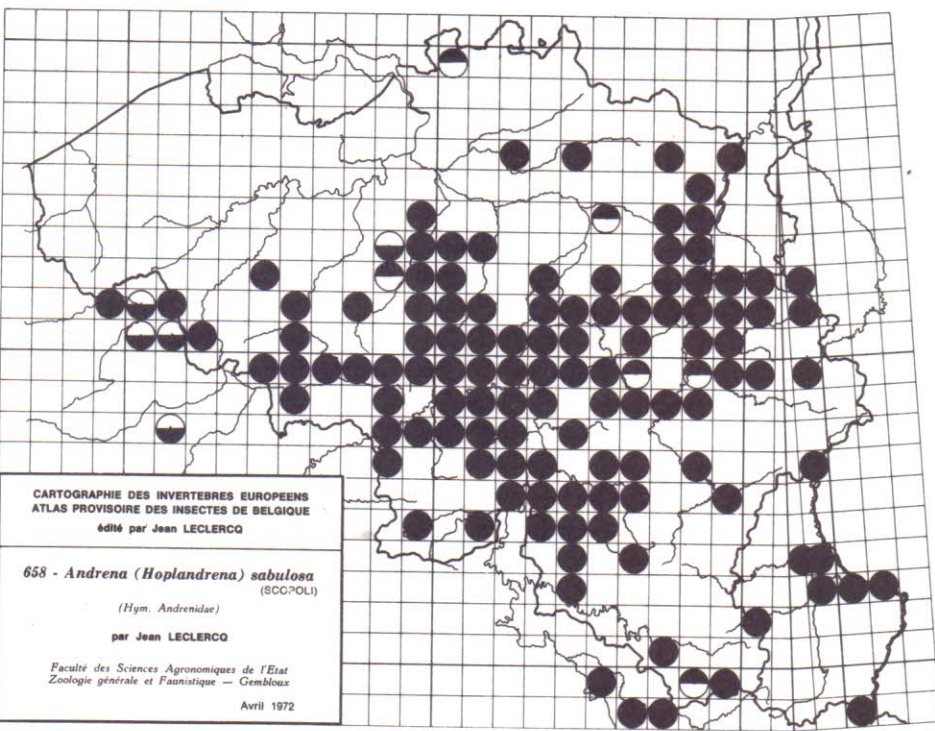 CARTOGRAPHIE DES INVERTEBRES EUROPEENS
ATLAS PROVISOIRE DES INSECTES DE BELGIQUE
édité par Jean LECLERCQ
658 - Andrena (Hoplandrena) sabulosa
(SCOPOLI)
(Hym. Andrenidae)
par Jean LECLERCQ
Faculté des Sciences Agronomiques de l'Etat
Zoologie générale et Faunistique — Gembloux
Avril 1972